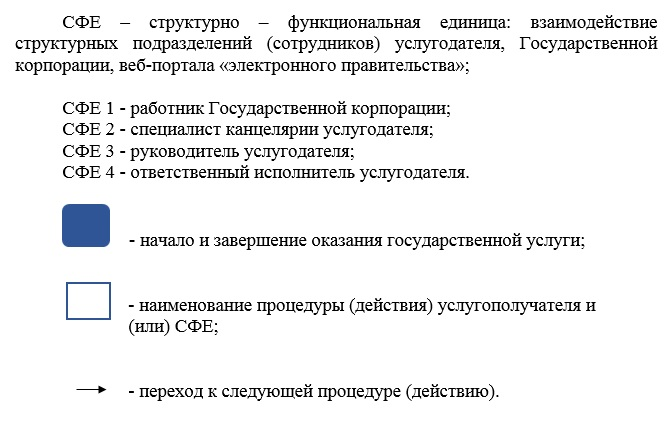 СФЕ – структурно – функциональная единица: взаимодействие
структурных подразделений (сотрудников) услугодателя, Государственной
корпорации, веб-портала «электронного правительства»;
СФЕ 1 - работник Государственной корпорации;
СФЕ 2 - специалист канцелярии услугодателя;
СФЕ 3 - руководитель услугодателя;
СФЕ 4 - ответственный исполнитель услугодателя.
- начало и завершение оказания государственной услуги;
- наименование процедуры (действия) услугополучателя и
(или) СФЕ;
- переход к следующей процедуре (действию).